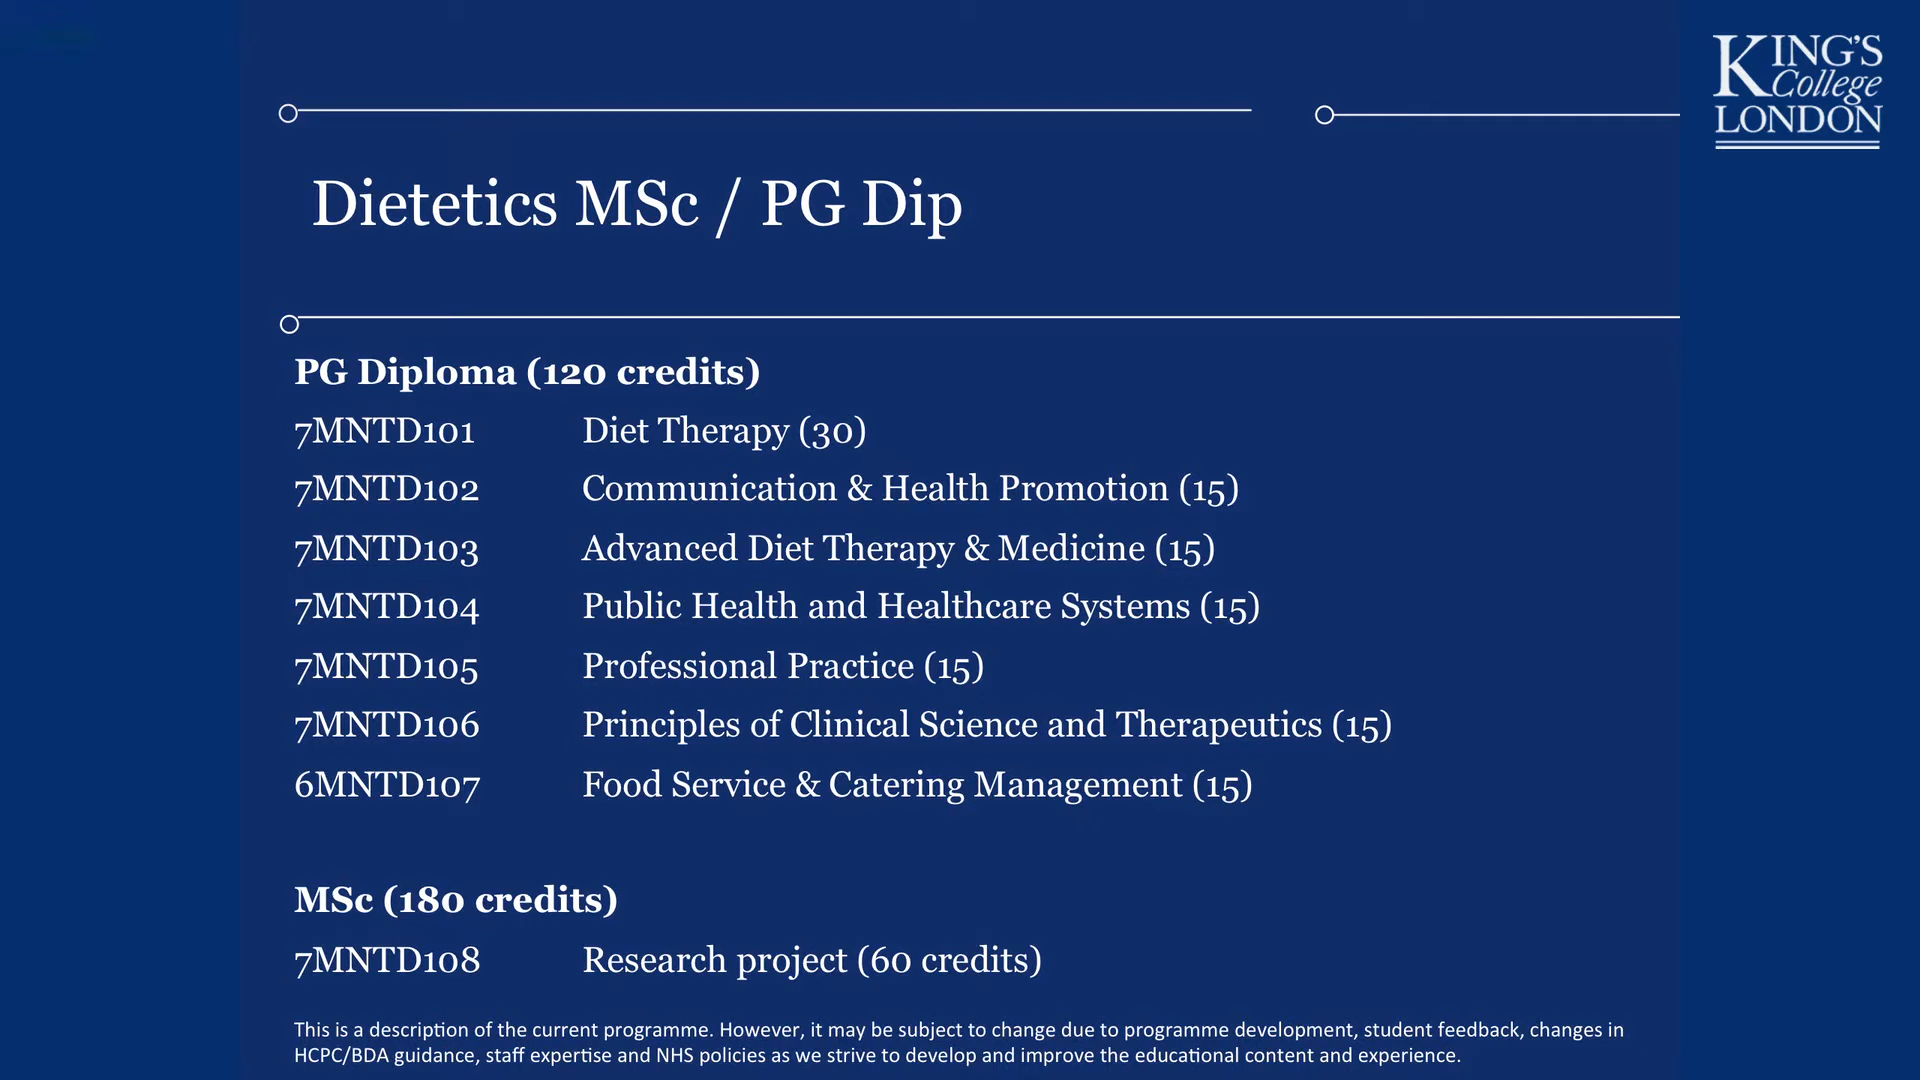 KING'S
College
LONDON
Dietetics MSc / PG Dip
PG Diploma (120 credits)
7MNTD101 Diet Therapy (30)
7MNTD102 Communication & Health Promotion (15)
7MNTD103 Advanced Diet Therapy & Medicine (15)
7MNTD104 Public Health and Healthcare Systems (15)
7MNTD105 Professional Practice (15)
7MNTD106 Principles of Clinical Science and Therapeutics (15)
6MNTD107 Food Service & Catering Management (15)
MSc (180 credits)
7MNTD108 Research project (60 credits)
This is a description of the current programme. However, it may be subject to change due to programme development, student feedback, changes in
HCPC/BDA guidance, staff expertise and NHS policies as we strive to develop and improve the educational content and experience.